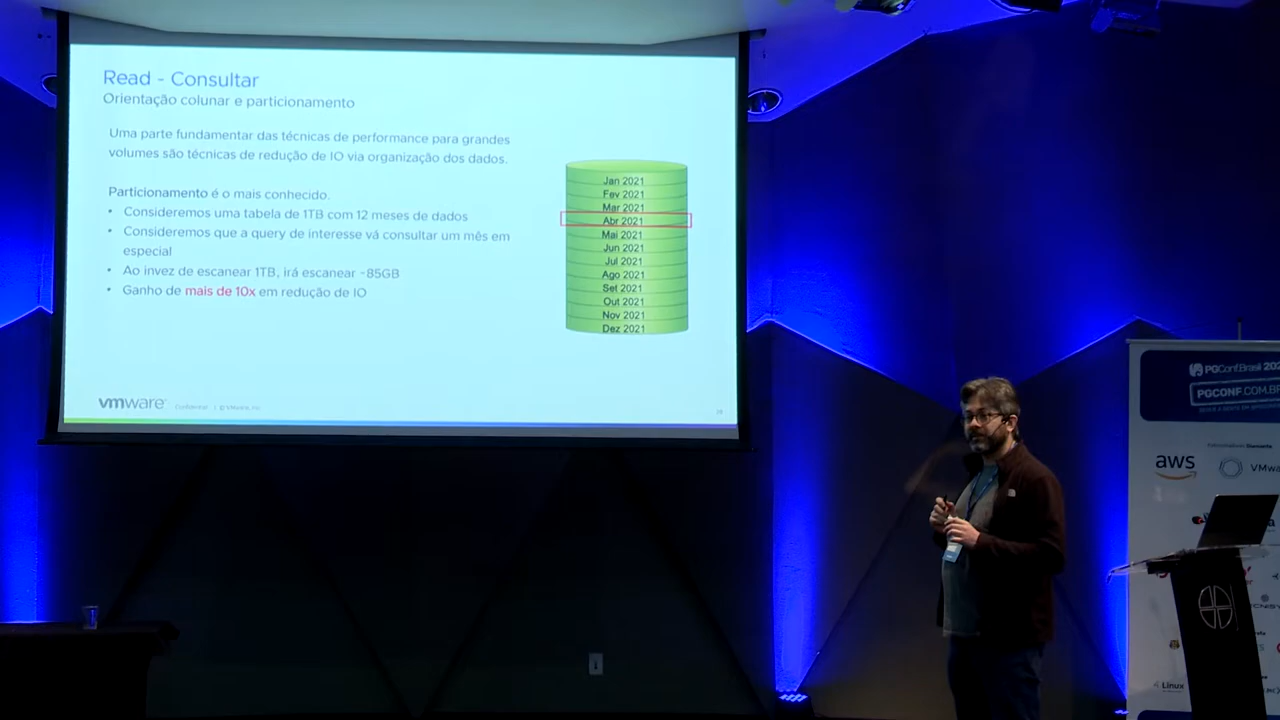 Read - Consultar
Orientação colunar e particionamento
Uma parte fundamentar das técnicas de performance para grandes
volumes são técnicas de redução de IO via organização dos dados.
Particionamento é o mais conhecido.
• Consideremos uma tabela de 1TB com 12 meses de dados
• Consideremos que a query de interesse vá consultar um mês em
especial
• Ao invez de escanear 1TB, irá escanear ~85GB
• Ganho de mais de 10x em redução de IO
Jan 2021
Fev 2021
Mar 2021
Abr 2021
Mai 2021
Jun 2021
Jul 2021
Ago 2021
Set 2021
Out 2021
Nov 2021
Dez 2021
vmware
Confidential | © VMware, Inc.
PGConf.Brasil 202
PGCONF.COM.BR
aws
VMwa
Linux